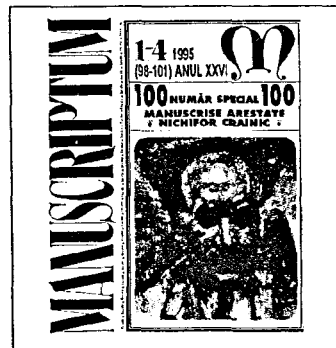 MANUSCRIPTUM
1-4 1995
(98-101) ANUL XXVI
100 NUMĂR SPECIAL 100
MANUSCRISE ARESTATE
NICHIFOR CRAINIC